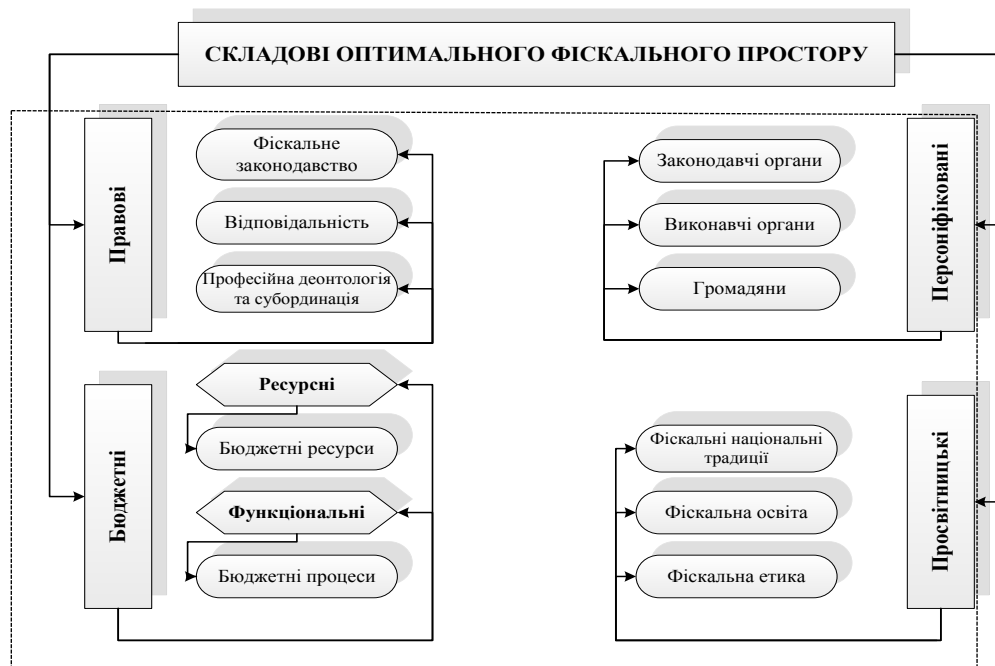 СКЛАДОВІ ОПТИМАЛЬНОГО ФІСКАЛЬНОГО ПРОСТОРУ
Правові
Фіскальне
законодавство
Відповідальність
Професійна деонтологія
та субординація
Персоніфіковані
Законодавчі органи
Виконавчі органи
Громадяни
Бюджетні
Ресурсні
Бюджетні ресурси
Функціональні
Бюджетні процеси
Просвітницькі
Фіскальні національні
традиції
Фіскальна освіта
Фіскальна етика